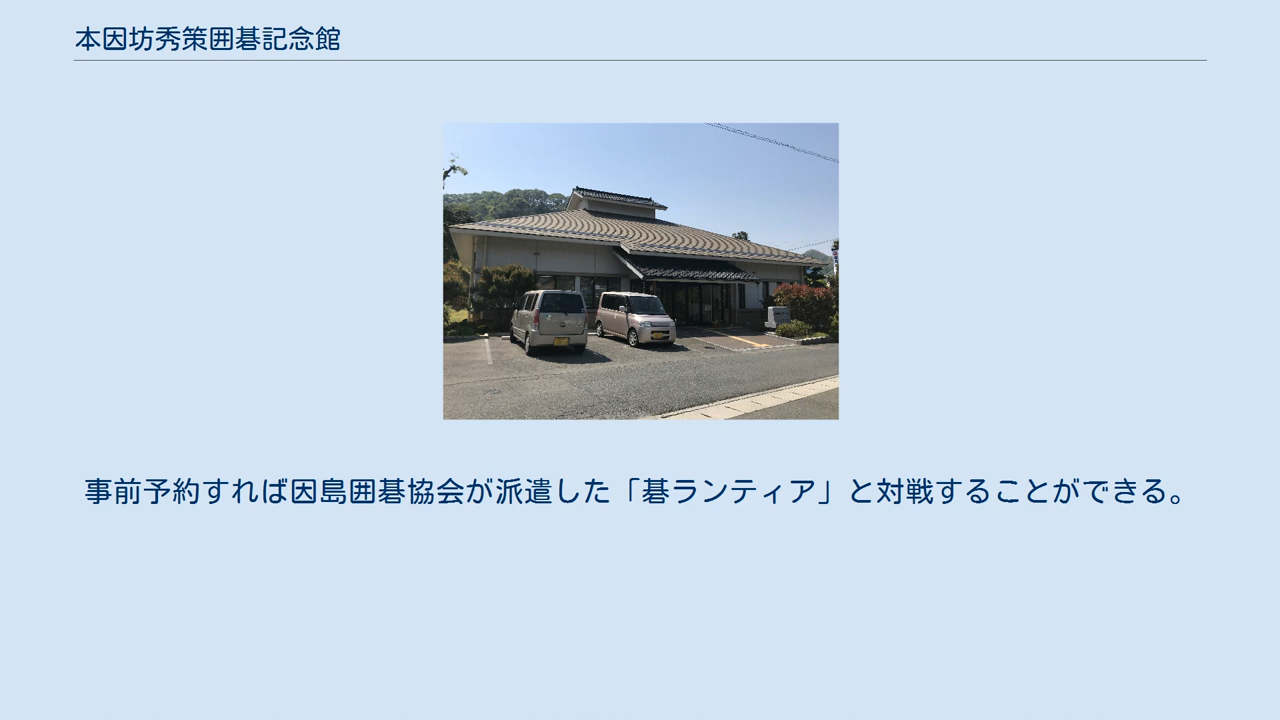 本因坊秀策囲碁記念館
事前予約すれば因島囲碁協会が派遣した「碁ランティア」と対戦することができる。